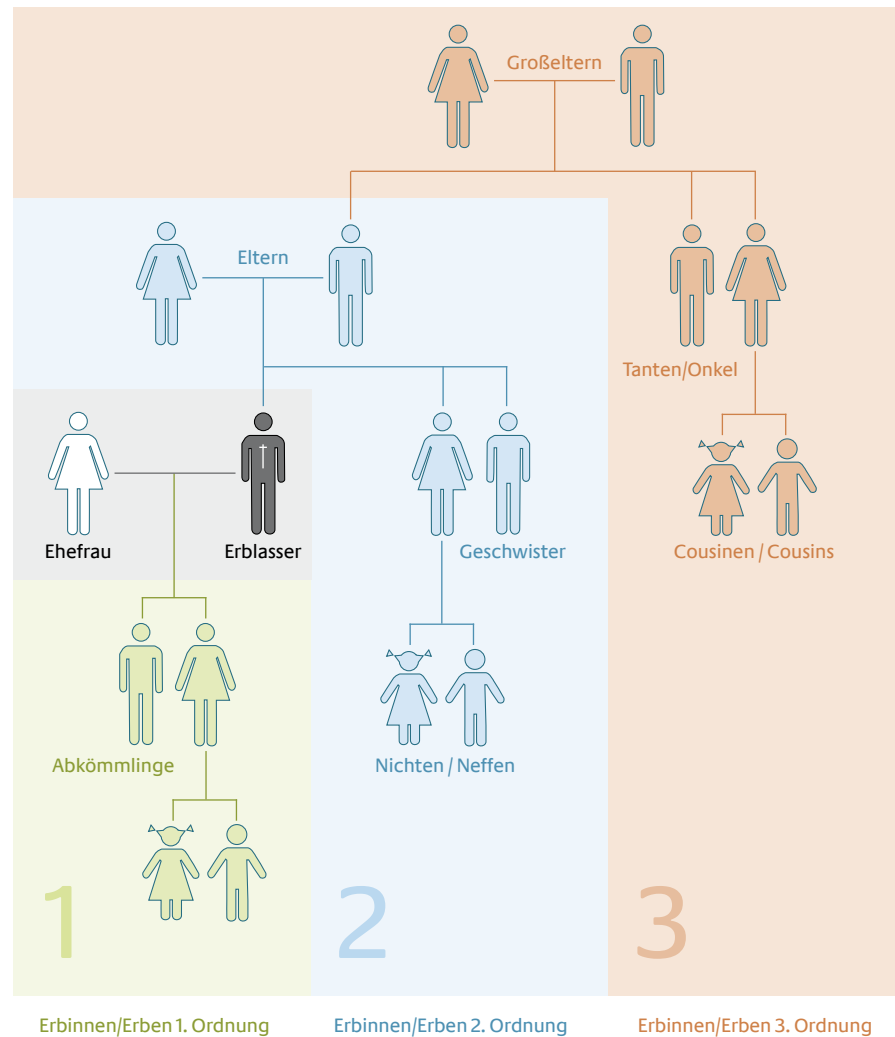 Großeltern
Eltern
Tanten/Onkel
Ehefrau
Erblasser
Geschwister
Cousinen / Cousins
Abkömmlinge
Nichten / Neffen
1
2
3
Erbinnen/Erben 1. Ordnung
Erbinnen/Erben 2. Ordnung
Erbinnen/Erben 3. Ordnung